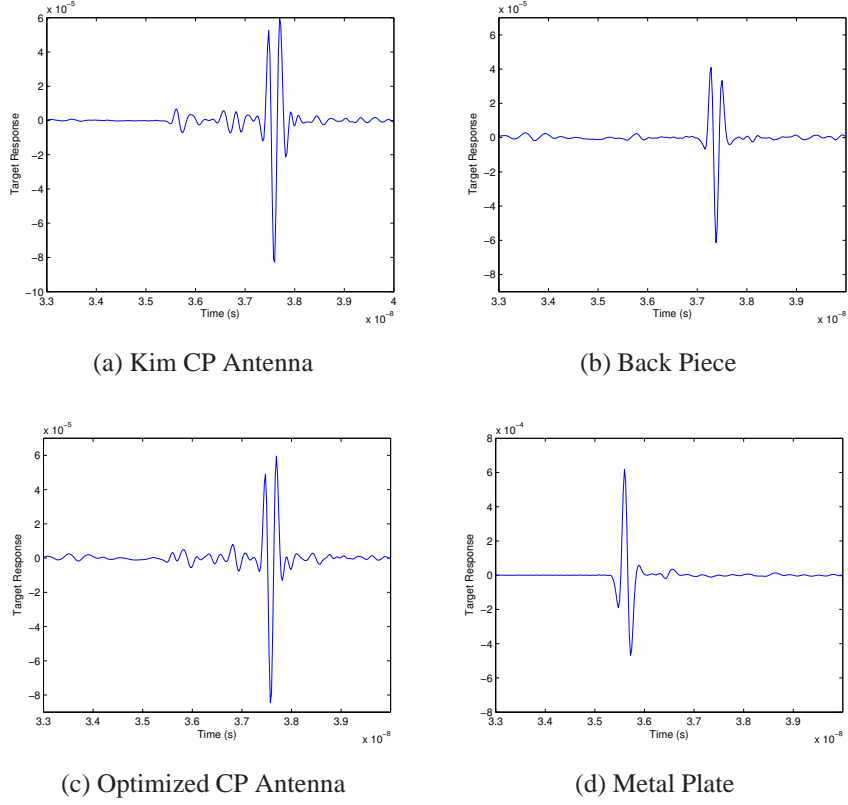 x 10⁻⁵
6
4
2
0
−2
−4
−6
−8
−10
Target Response
3.3 3.4 3.5 3.6 3.7 3.8 3.9 4
Time (s)
x 10⁻⁸
(a) Kim CP Antenna
x 10⁻⁵
6
4
2
0
−2
−4
−6
−8
Target Response
3.3 3.4 3.5 3.6 3.7 3.8 3.9
Time (s)
x 10⁻⁸
(b) Back Piece
x 10⁻⁵
6
4
2
0
−2
−4
−6
−8
Target Response
3.3 3.4 3.5 3.6 3.7 3.8 3.9
Time (s)
x 10⁻⁸
(c) Optimized CP Antenna
x 10⁻⁴
8
6
4
2
0
−2
−4
−6
−8
Target Response
3.3 3.4 3.5 3.6 3.7 3.8 3.9
Time (s)
x 10⁻⁸
(d) Metal Plate